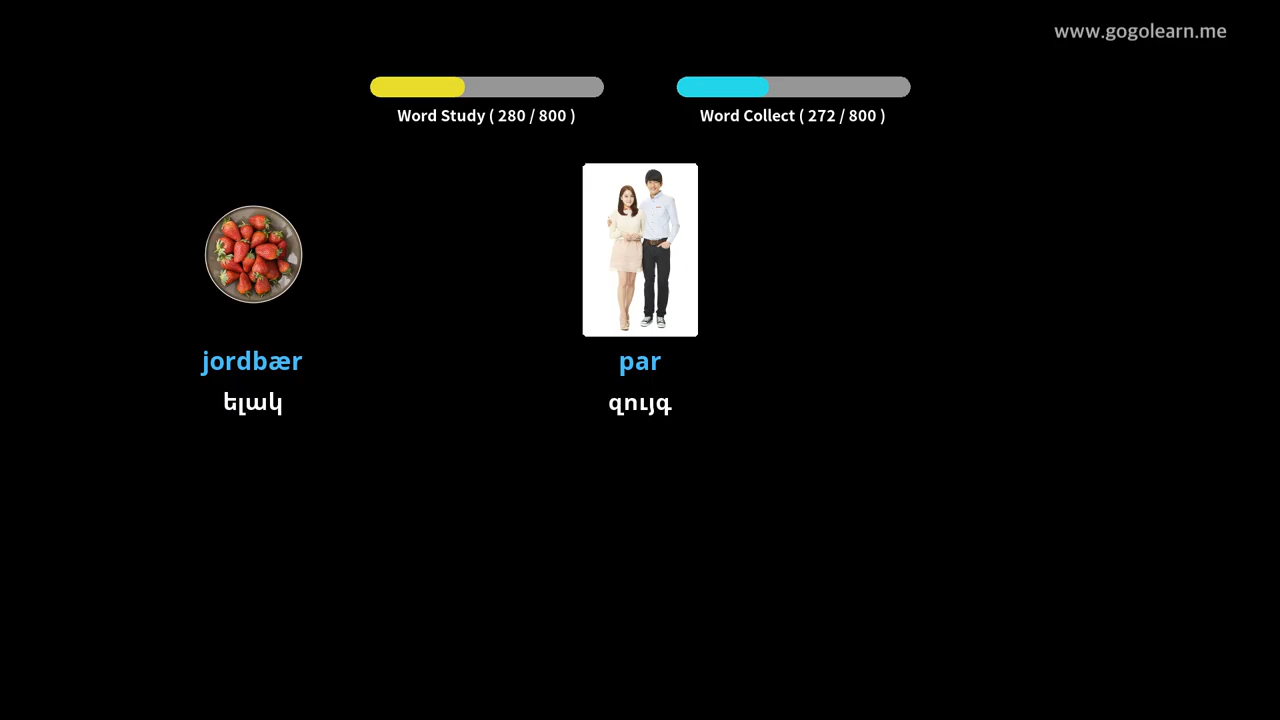 www.gogolearn.me
Word Study ( 280 / 800 )
Word Collect ( 272 / 800 )
jordbær
par
ելակ
զույգ